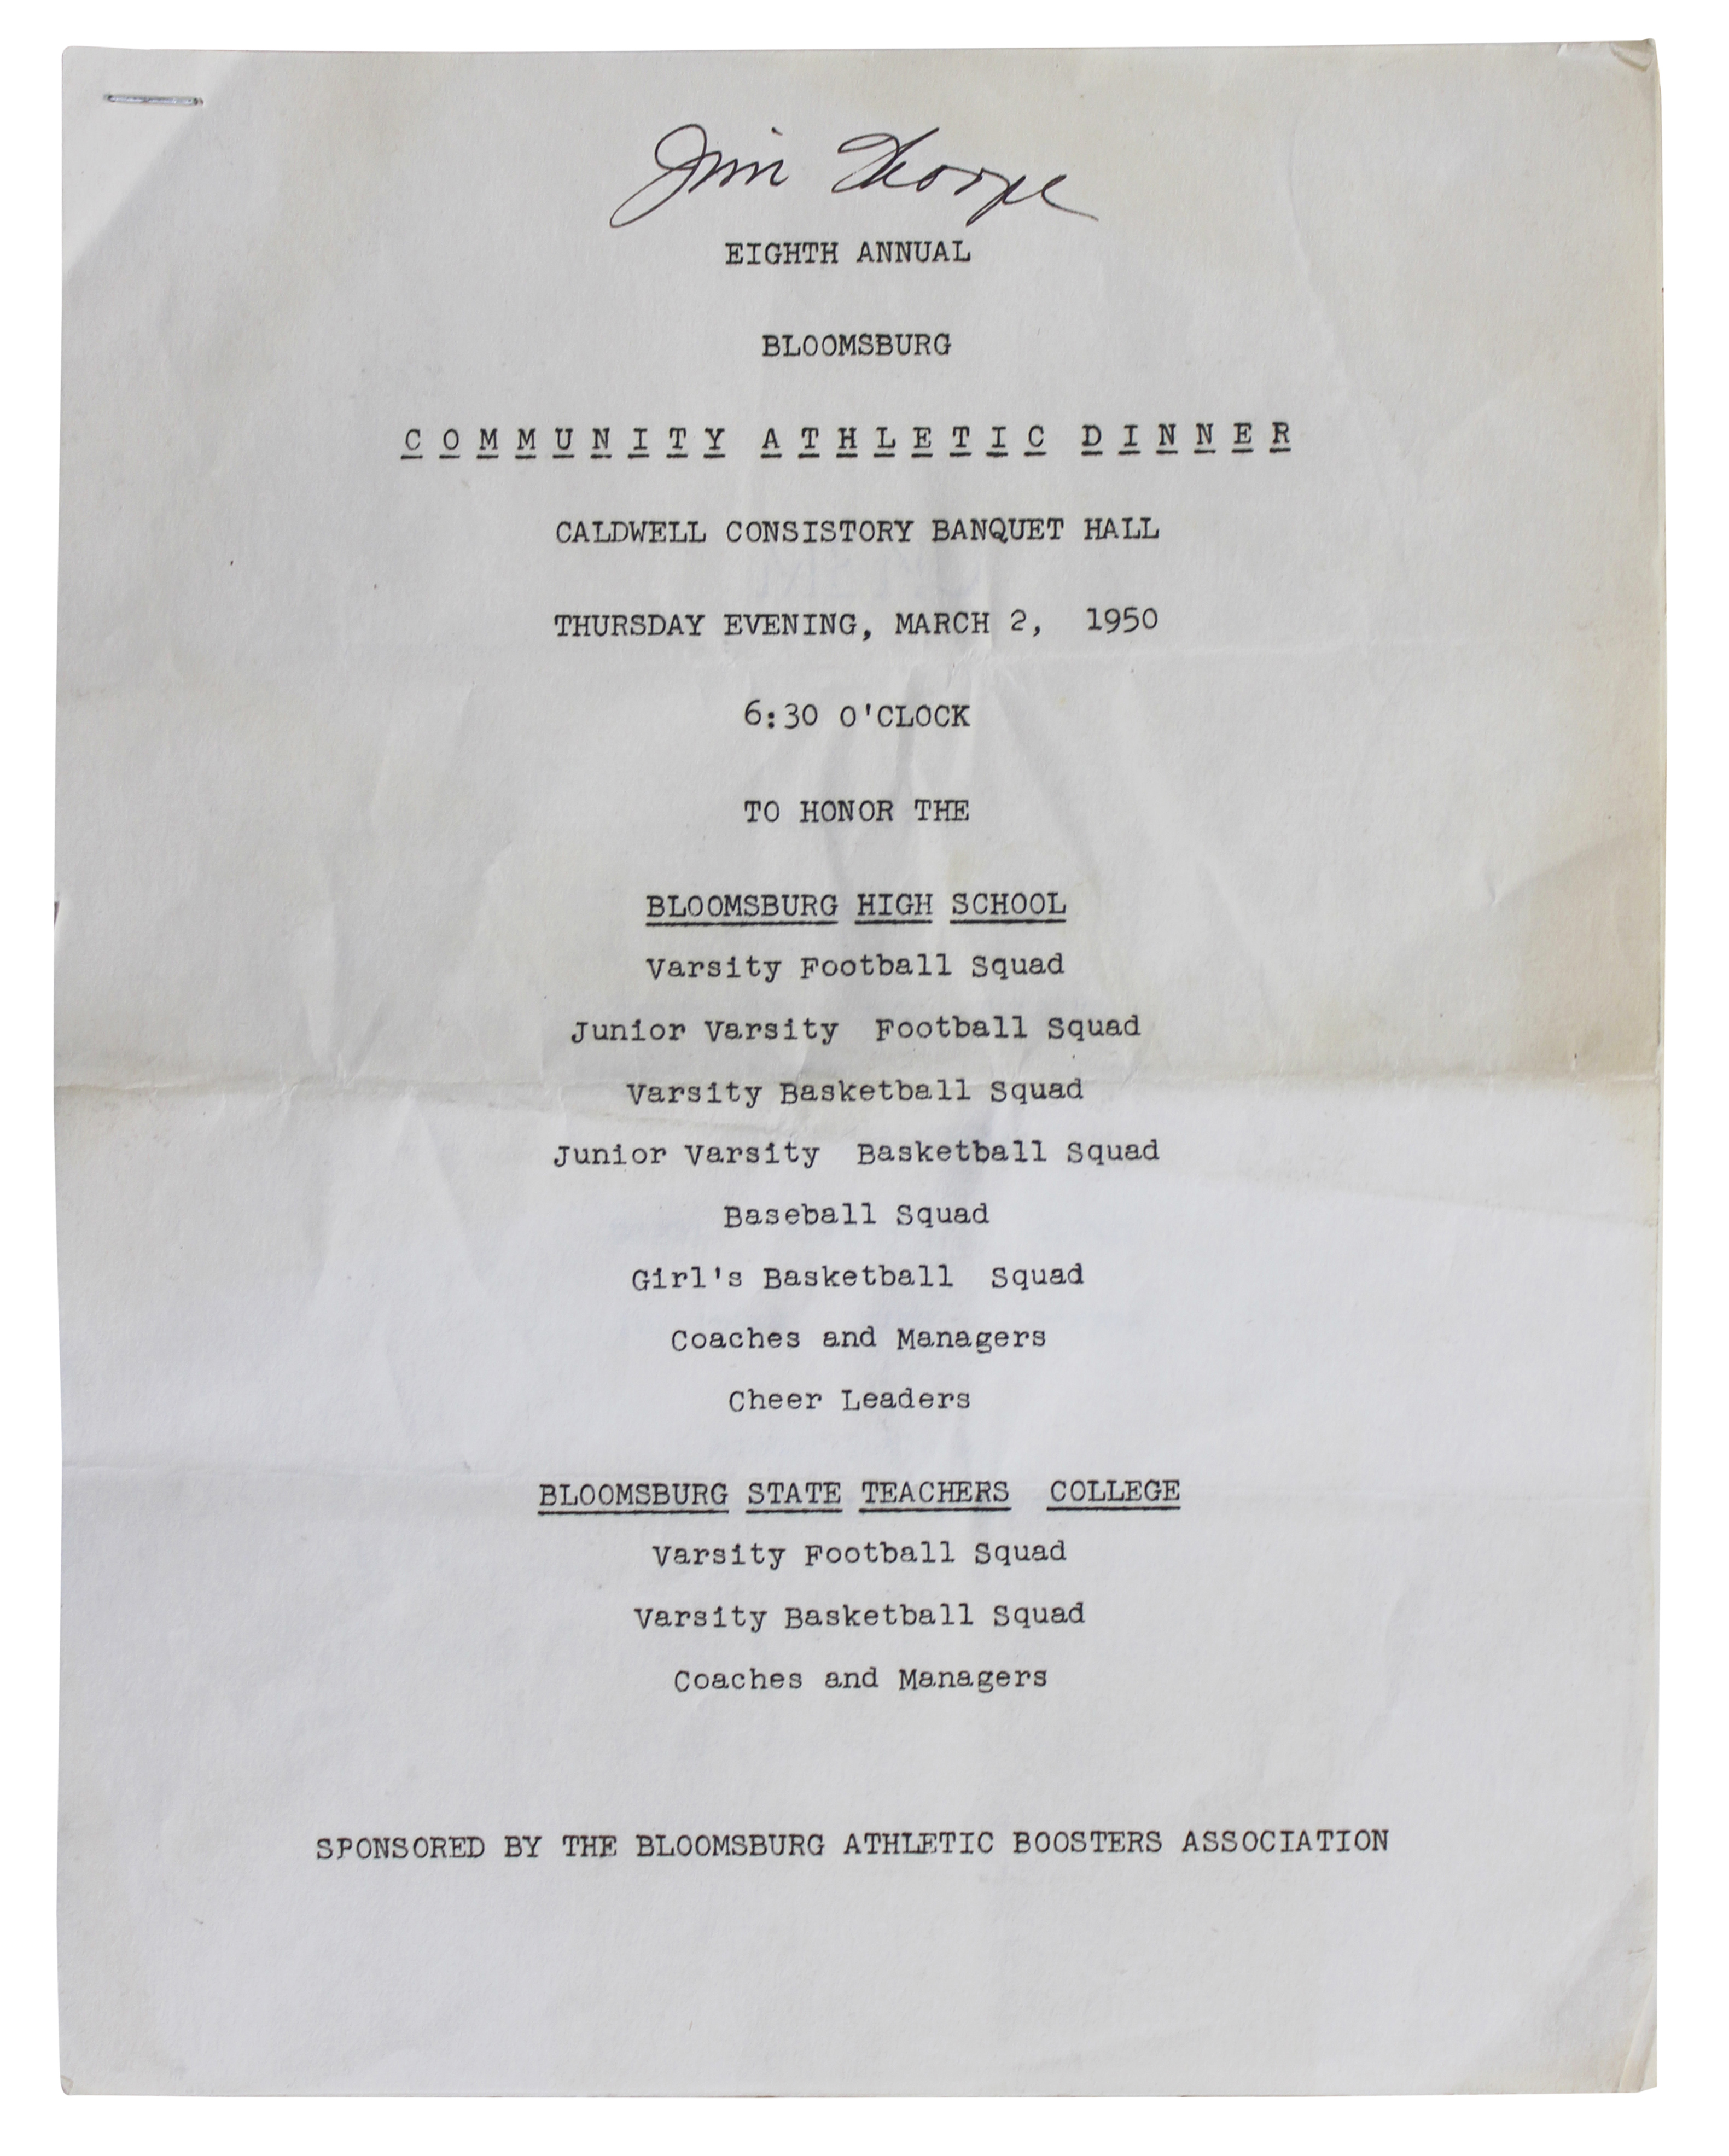 Jim Thorpe
EIGHTH ANNUAL
BLOOMSBURG
COMMUNITY ATHLETIC DINNER
CALDWELL CONSISTORY BANQUET HALL
THURSDAY EVENING, MARCH 2, 1950
6:30 O'CLOCK
TO HONOR THE
BLOOMSBURG HIGH SCHOOL
Varsity Football Squad
Junior Varsity Football Squad
Varsity Basketball Squad
Junior Varsity Basketball Squad
Baseball Squad
Girl's Basketball Squad
Coaches and Managers
Cheer Leaders
BLOOMSBURG STATE TEACHERS COLLEGE
Varsity Football Squad
Varsity Basketball Squad
Coaches and Managers
SPONSORED BY THE BLOOMSBURG ATHLETIC BOOSTERS ASSOCIATION